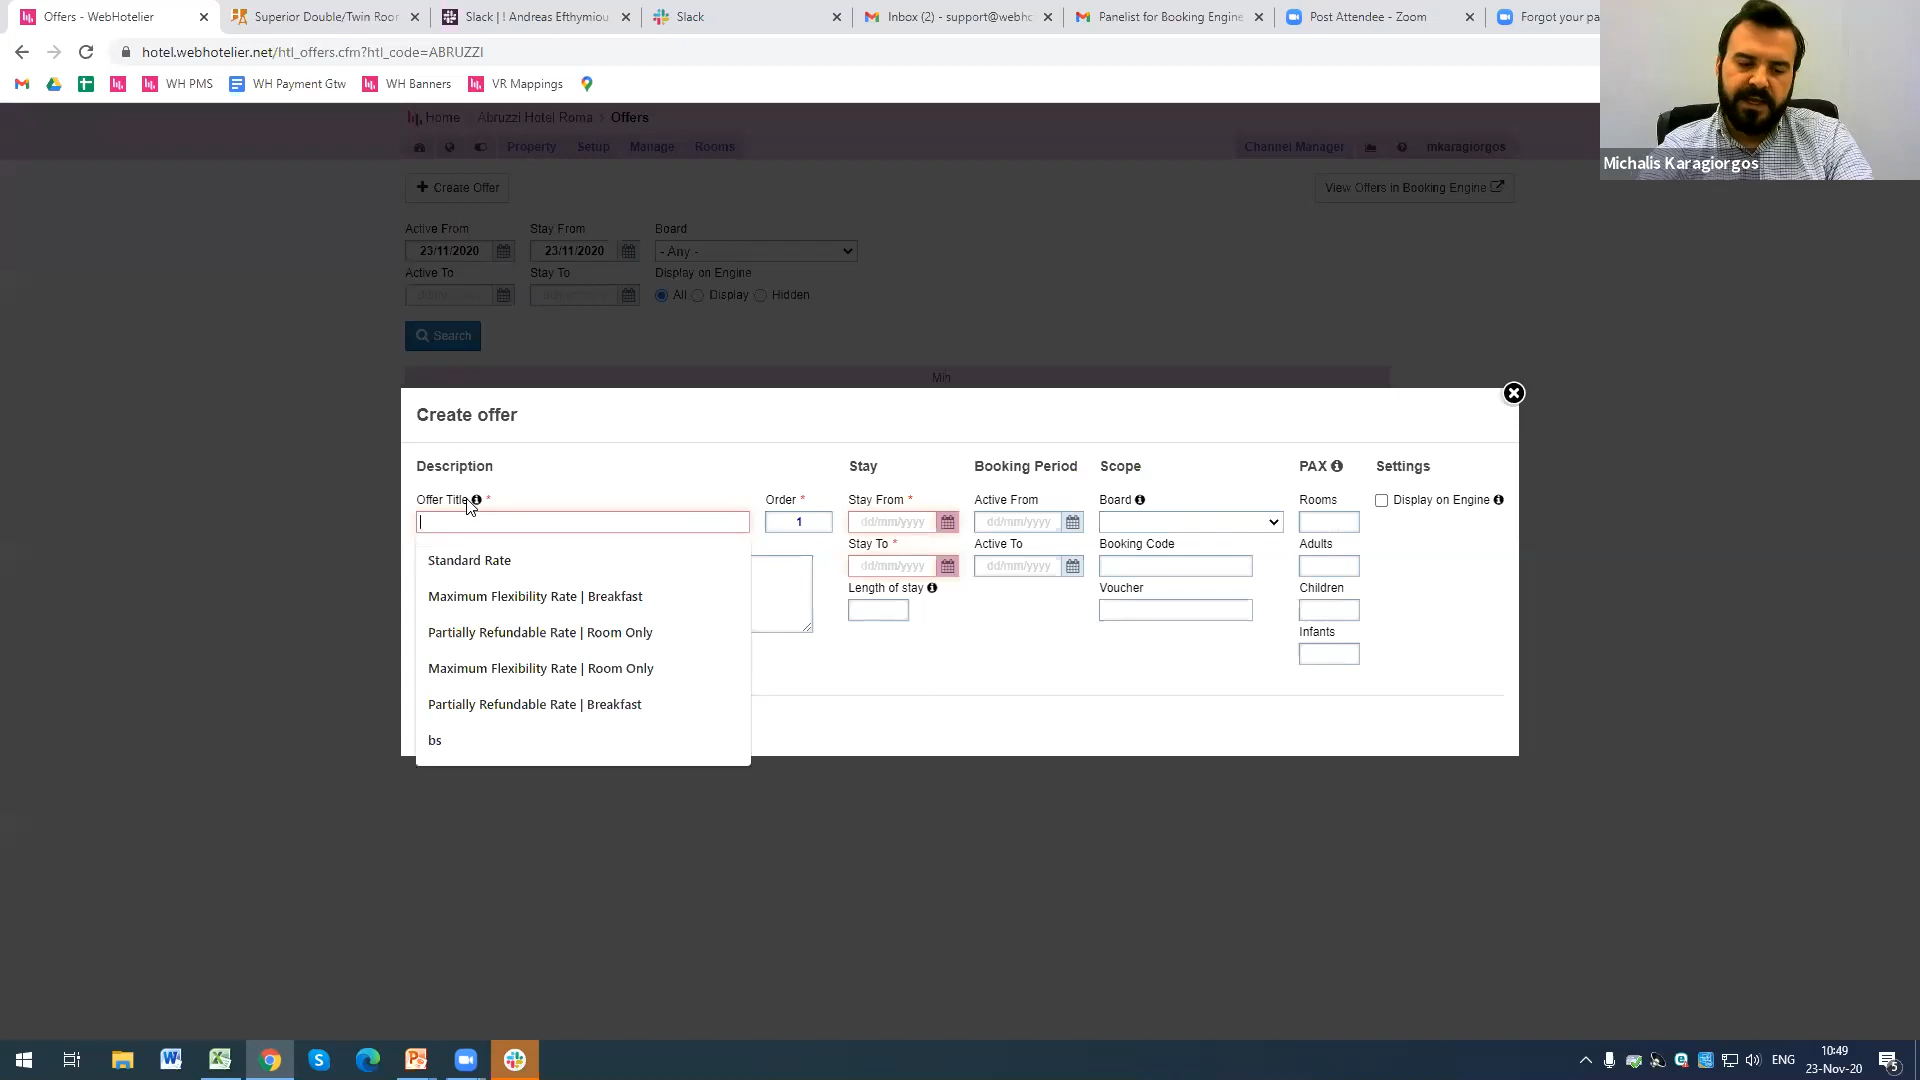 Offers - WebHotelier
Superior Double/Twin Roor
Slack | ! Andreas Efthymiou
Slack
Inbox (2) - support@webhc
Panelist for Booking Engine
Post Attendee - Zoom
Forgot your pa
hotel.webhotelier.net/htl_offers.cfm?htl_code=ABRUZZI
WH PMS
WH Payment Gtw
WH Banners
VR Mappings
Michalis Karagiorgos
Home › Abruzzi Hotel Roma › Offers
Property Setup Manage Rooms
Channel Manager
mkaragiorgos
Create Offer
View Offers in Booking Engine
Active From Stay From Board
23/11/2020 23/11/2020 - Any -
Active To Stay To Display on Engine
dd/mm/yyyy dd/mm/yyyy All Display Hidden
Search
Min
Create offer
Description Stay Booking Period Scope PAX Settings
Offer Title * Order * Stay From * Active From Board Rooms Display on Engine
1 dd/mm/yyyy dd/mm/yyyy
Stay To * Active To Booking Code Adults
dd/mm/yyyy dd/mm/yyyy
Length of stay Voucher Children
Infants
Standard Rate
Maximum Flexibility Rate | Breakfast
Partially Refundable Rate | Room Only
Maximum Flexibility Rate | Room Only
Partially Refundable Rate | Breakfast
bs
ENG
10:49
23-Nov-20
5